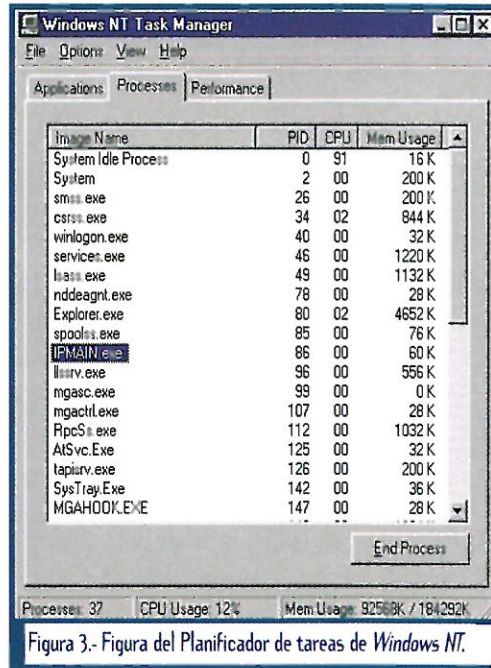 Windows NT Task Manager
File Options View Help
Applications Processes Performance
Image Name PID CPU Mem Usage
System Idle Process 0 91 16 K
System 2 00 200 K
smss.exe 26 00 200 K
csrss.exe 34 02 844 K
winlogon.exe 40 00 32 K
services.exe 46 00 1220 K
lsass.exe 49 00 1132 K
nddeagnt.exe 78 00 28 K
Explorer.exe 80 02 4652 K
spoolss.exe 85 00 76 K
IPMAIN.exe 86 00 60 K
llssrv.exe 96 00 556 K
mgasc.exe 99 00 0 K
mgactrl.exe 107 00 28 K
RpcSs.exe 112 00 1032 K
AtSvc.Exe 125 00 32 K
tapisrv.exe 126 00 200 K
SysTray.Exe 142 00 36 K
MGAHOOK.EXE 147 00 28 K
End Process
Processes: 37 CPU Usage: 12% Mem Usage: 92568K / 184292K
Figura 3.- Figura del Planificador de tareas de Windows NT.